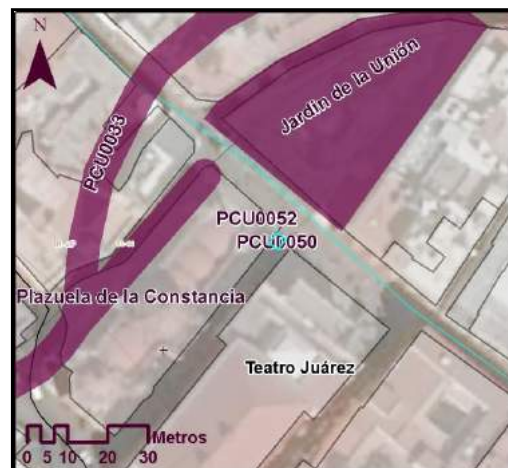 N
Jardín de la Unión
PCU0033
PCU0052
PCU0050
Plazuela de la Constancia
Teatro Juárez
Metros
0 5 10 20 30